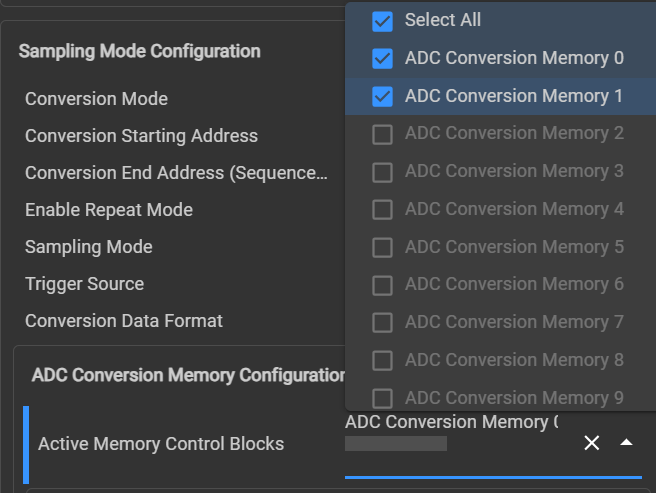 Select All
Sampling Mode Configuration
ADC Conversion Memory 0
Conversion Mode
ADC Conversion Memory 1
Conversion Starting Address
ADC Conversion Memory 2
Conversion End Address (Sequence...
ADC Conversion Memory 3
Enable Repeat Mode
ADC Conversion Memory 4
Sampling Mode
ADC Conversion Memory 5
Trigger Source
ADC Conversion Memory 6
Conversion Data Format
ADC Conversion Memory 7
ADC Conversion Memory 8
ADC Conversion Memory Configuration
ADC Conversion Memory 9
ADC Conversion Memory 0
Active Memory Control Blocks